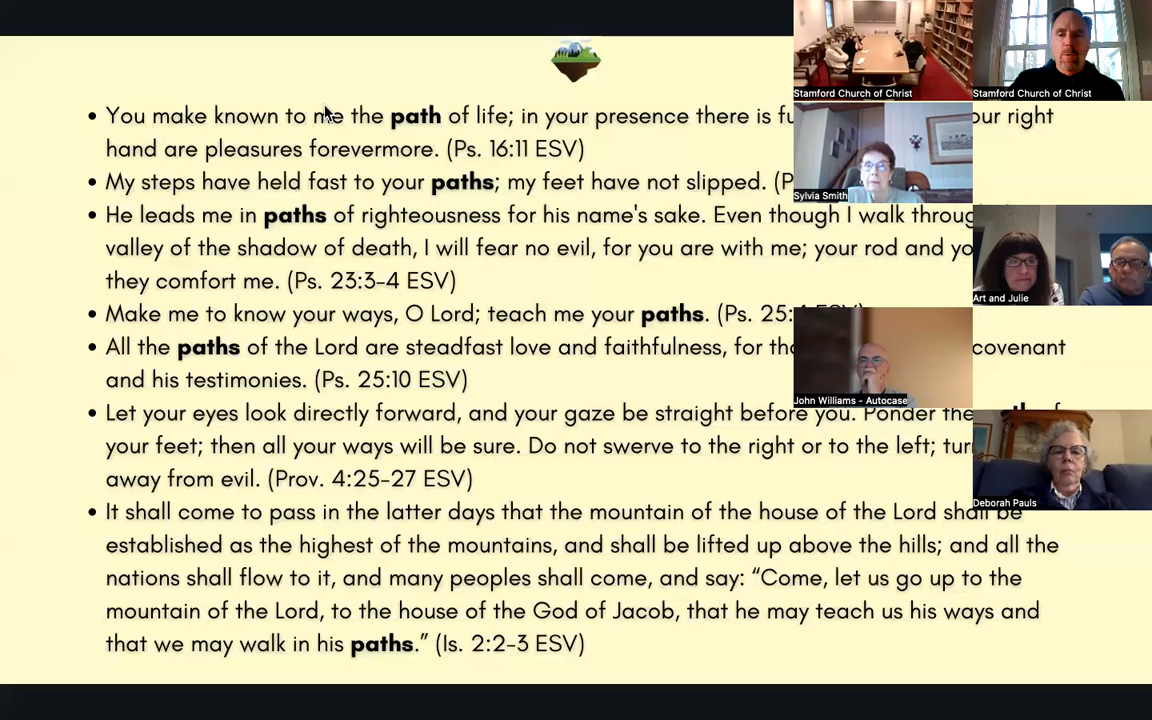 • You make known to me the path of life; in your presence there is fu our right
hand are pleasures forevermore. (Ps. 16:11 ESV)
• My steps have held fast to your paths; my feet have not slipped. (P
• He leads me in paths of righteousness for his name's sake. Even though I walk throug
valley of the shadow of death, I will fear no evil, for you are with me; your rod and yo
they comfort me. (Ps. 23:3-4 ESV)
• Make me to know your ways, O Lord; teach me your paths. (Ps. 25:4 ESV)
• All the paths of the Lord are steadfast love and faithfulness, for tho covenant
and his testimonies. (Ps. 25:10 ESV)
• Let your eyes look directly forward, and your gaze be straight before you. Ponder the
your feet; then all your ways will be sure. Do not swerve to the right or to the left; tur
away from evil. (Prov. 4:25-27 ESV)
• It shall come to pass in the latter days that the mountain of the house of the Lord shall be
established as the highest of the mountains, and shall be lifted up above the hills; and all the
nations shall flow to it, and many peoples shall come, and say: “Come, let us go up to the
mountain of the Lord, to the house of the God of Jacob, that he may teach us his ways and
that we may walk in his paths.” (Is. 2:2-3 ESV)
Stamford Church of Christ
Stamford Church of Christ
Sylvia Smith
Art and Julie
John Williams - Autocase
Deborah Pauls